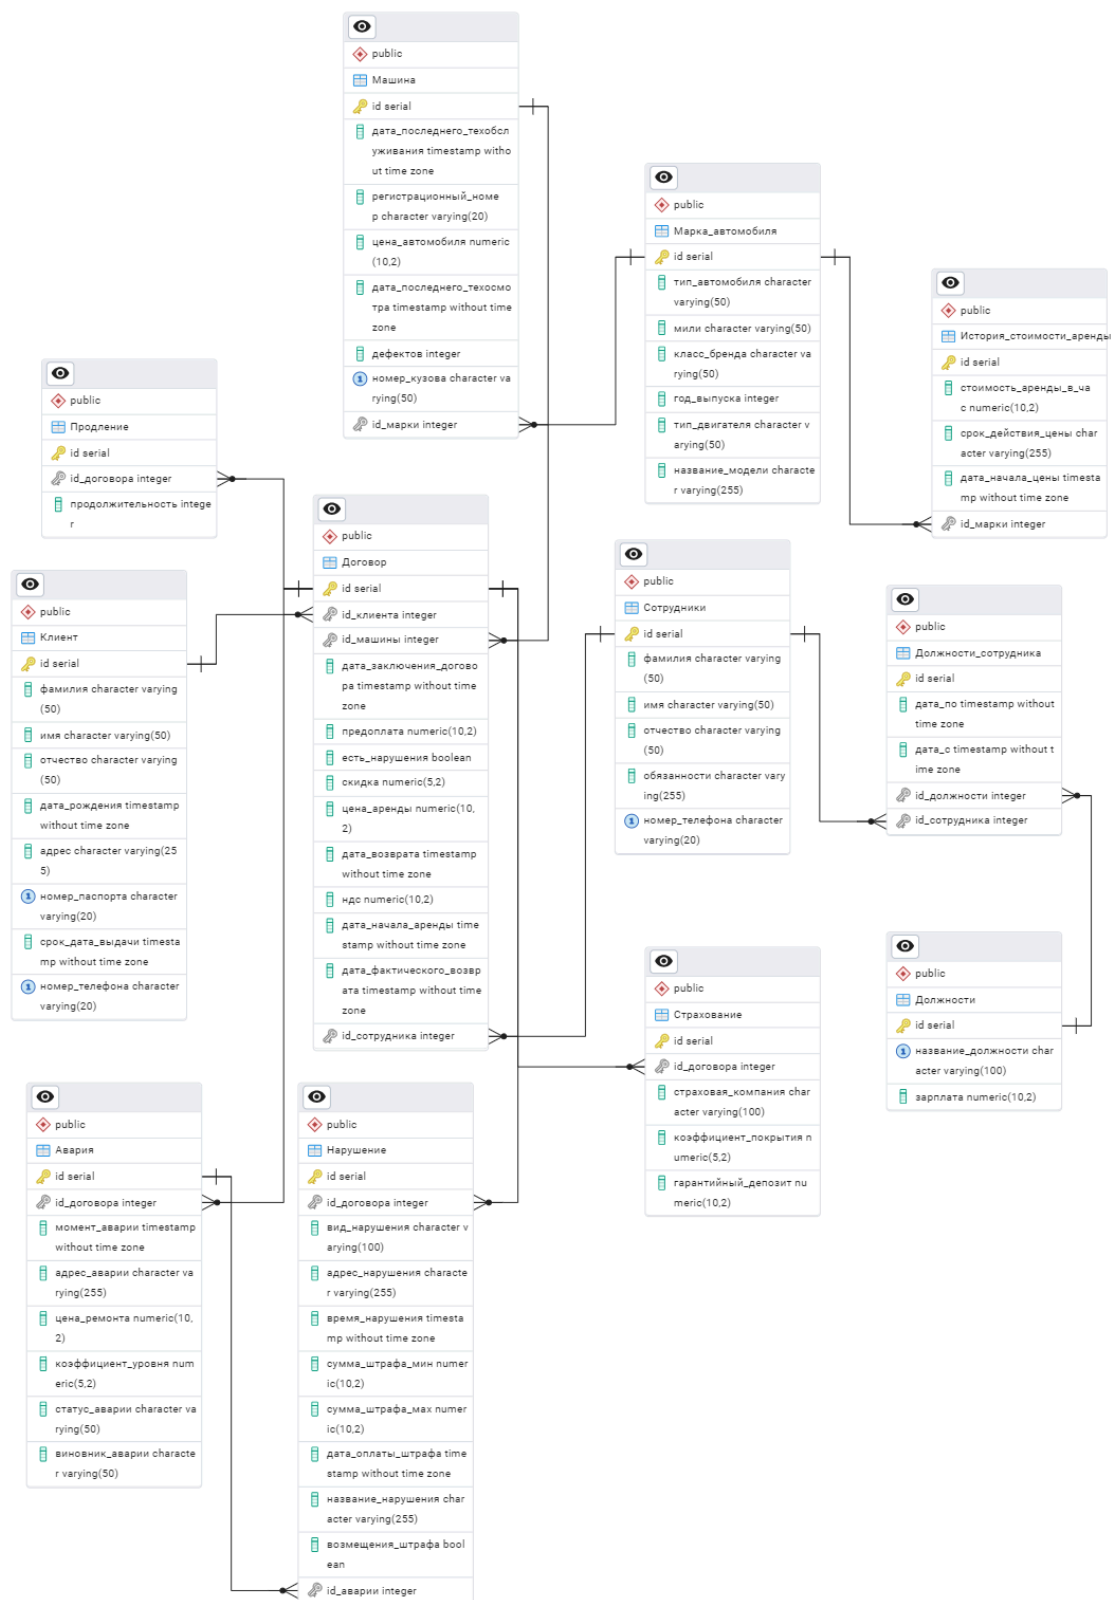 public
Машина
id serial
дата_последнего_техобсл
уживания timestamp witho
ut time zone
регистрационный_номе
р character varying(20)
цена_автомобиля numeric
(10,2)
дата_последнего_техосмо
тра timestamp without time
zone
дефектов integer
номер_кузова character va
rying(50)
id_марки integer
public
Марка_автомобиля
id serial
тип_автомобиля character
varying(50)
мили character varying(50)
класс_бренда character va
rying(50)
год_выпуска integer
тип_двигателя character v
arying(50)
название_модели characte
r varying(255)
public
История_стоимости_аренды
id serial
стоимость_аренды_в_ча
с numeric(10,2)
срок_действия_цены char
acter varying(255)
дата_начала_цены timesta
mp without time zone
id_марки integer
public
Продление
id serial
id_договора integer
продолжительность intege
r
public
Договор
id serial
id_клиента integer
id_машины integer
дата_заключения_догово
ра timestamp without time
zone
предоплата numeric(10,2)
есть_нарушения boolean
скидка numeric(5,2)
цена_аренды numeric(10,
2)
дата_возврата timestamp
without time zone
ндс numeric(10,2)
дата_начала_аренды time
stamp without time zone
дата_фактического_возвр
ата timestamp without time
zone
id_сотрудника integer
public
Клиент
id serial
фамилия character varying
(50)
имя character varying(50)
отчество character varying
(50)
дата_рождения timestamp
without time zone
адрес character varying(25
5)
номер_паспорта character
varying(20)
срок_дата_выдачи timesta
mp without time zone
номер_телефона character
varying(20)
public
Сотрудники
id serial
фамилия character varying
(50)
имя character varying(50)
отчество character varying
(50)
обязанности character vary
ing(255)
номер_телефона character
varying(20)
public
Должности_сотрудника
id serial
дата_по timestamp without
time zone
дата_с timestamp without t
ime zone
id_должности integer
id_сотрудника integer
public
Страхование
id serial
id_договора integer
страховая_компания char
acter varying(100)
коэффициент_покрытия n
umeric(5,2)
гарантийный_депозит nu
meric(10,2)
public
Должности
id serial
название_должности char
acter varying(100)
зарплата numeric(10,2)
public
Авария
id serial
id_договора integer
момент_аварии timestamp
without time zone
адрес_аварии character va
rying(255)
цена_ремонта numeric(10,
2)
коэффициент_уровня num
eric(5,2)
статус_аварии character va
rying(50)
виновник_аварии characte
r varying(50)
public
Нарушение
id serial
id_договора integer
вид_нарушения character v
arying(100)
адрес_нарушения characte
r varying(255)
время_нарушения timesta
mp without time zone
сумма_штрафа_мин numer
ic(10,2)
сумма_штрафа_мах numer
ic(10,2)
дата_оплаты_штрафа time
stamp without time zone
название_нарушения char
acter varying(255)
возмещения_штрафа bool
ean
id_аварии integer